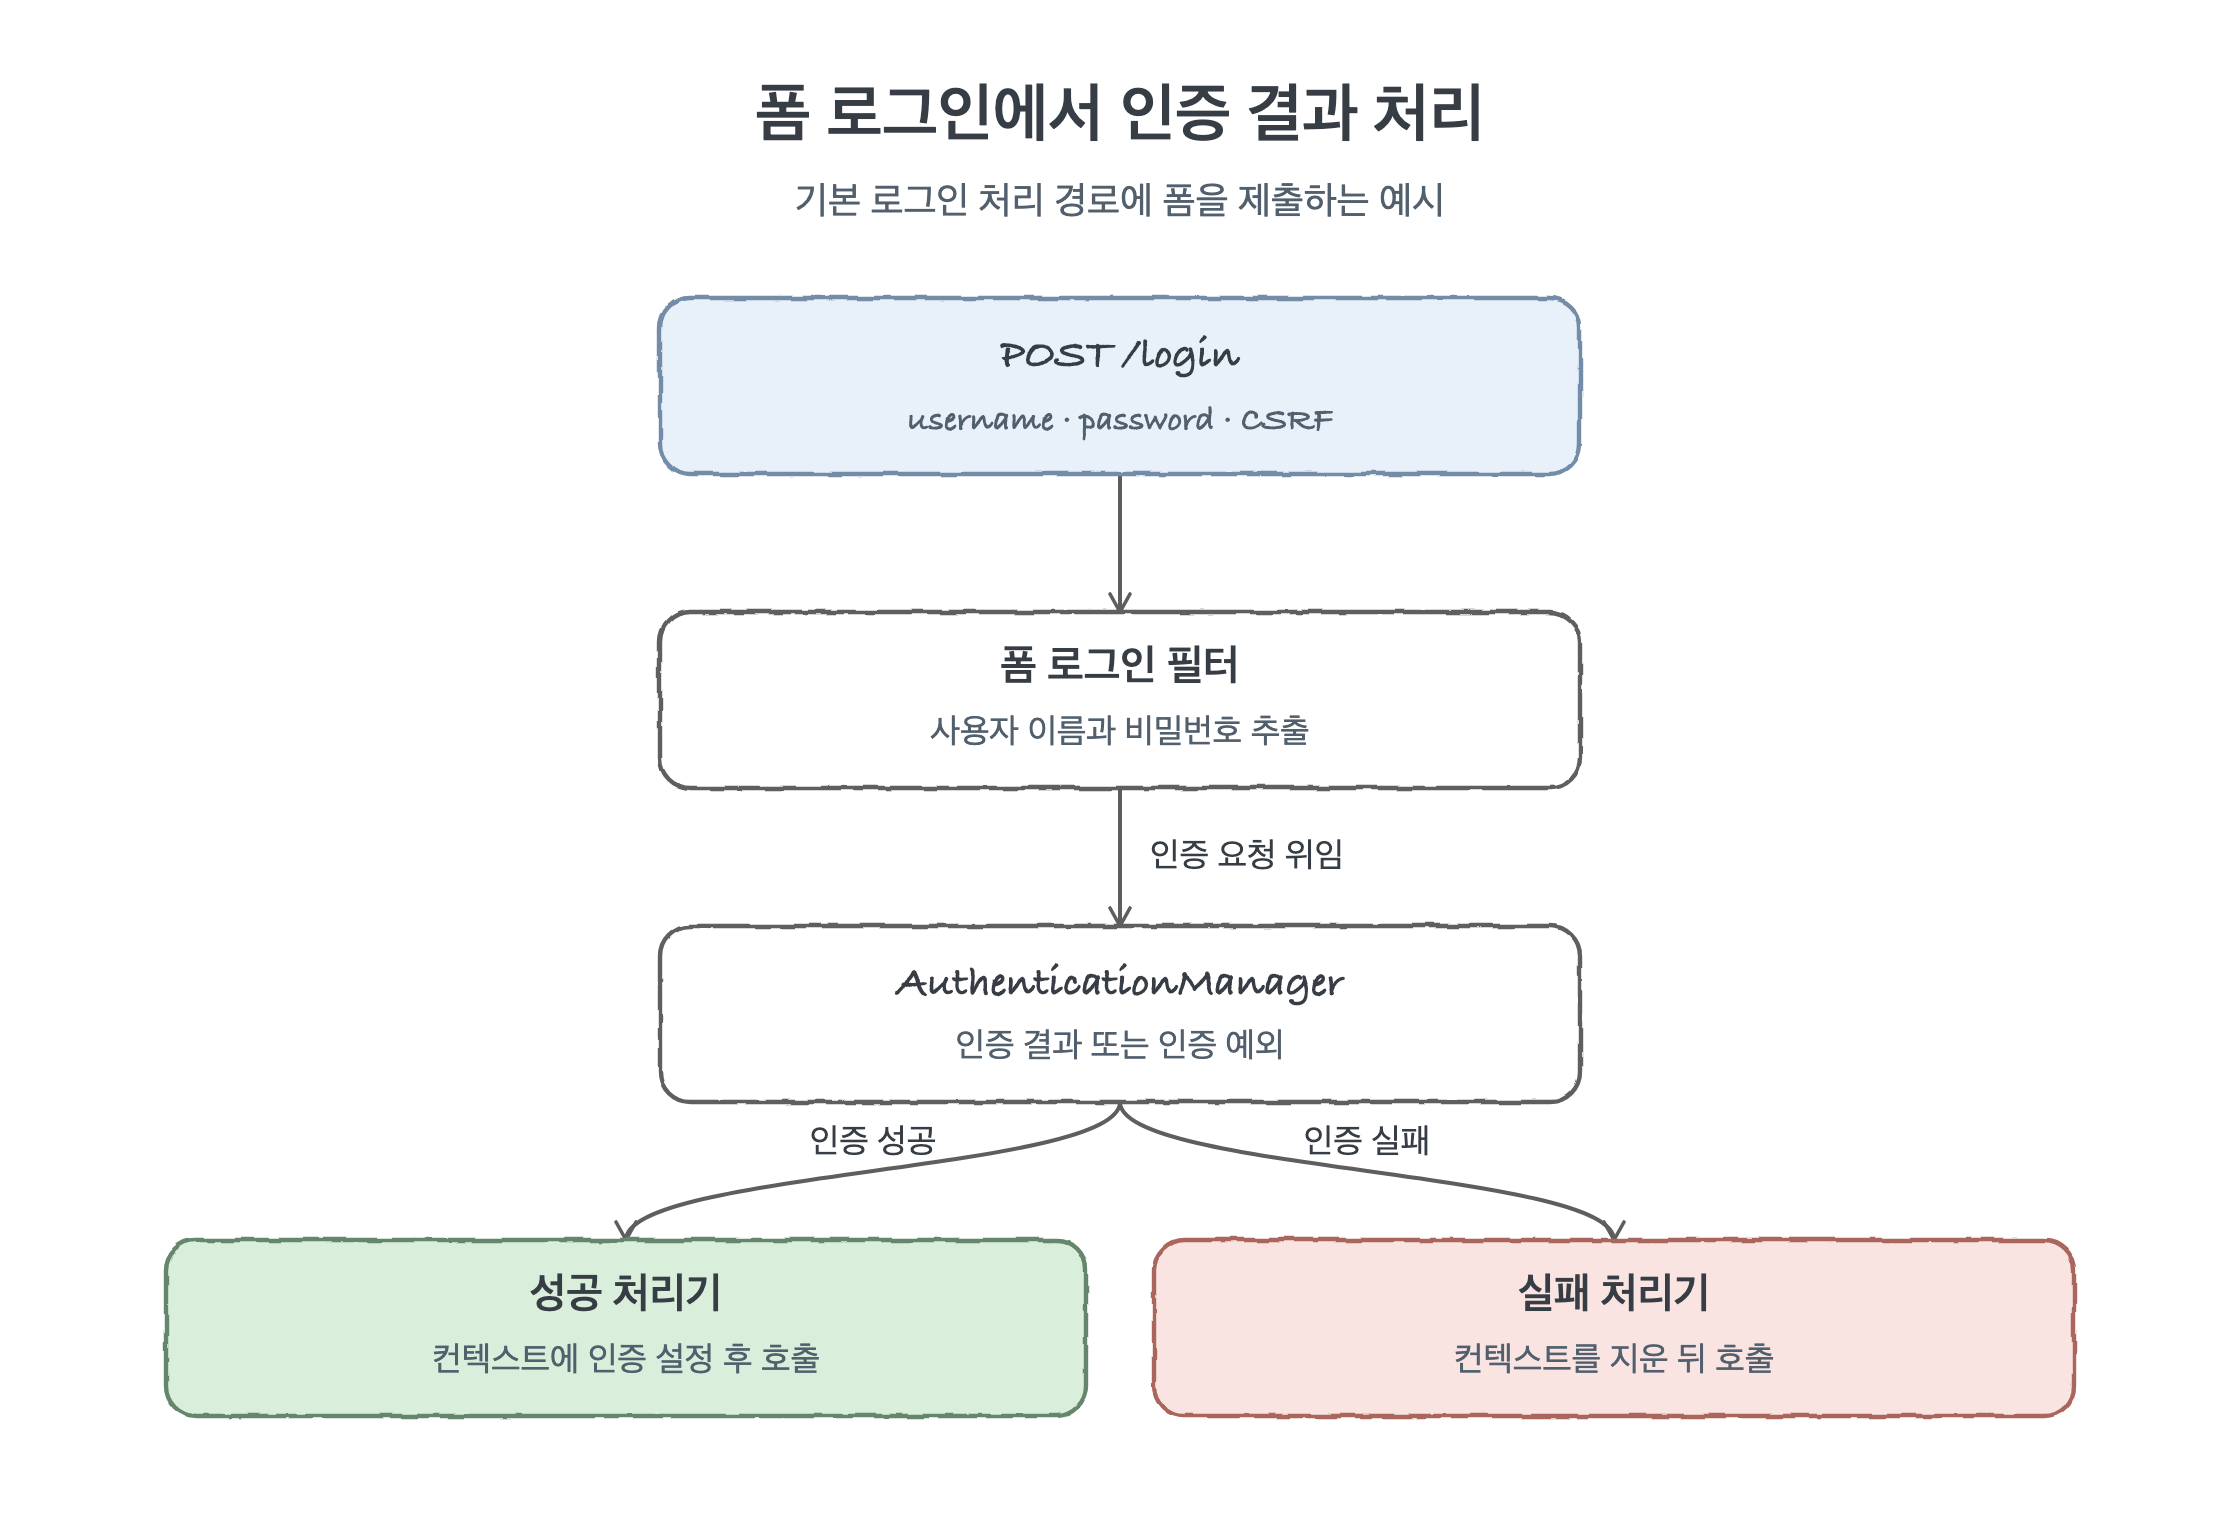 폼 로그인에서 인증 결과 처리
기본 로그인 처리 경로에 폼을 제출하는 예시
POST /login
username · password · CSRF
폼 로그인 필터
사용자 이름과 비밀번호 추출
인증 요청 위임
AuthenticationManager
인증 결과 또는 인증 예외
인증 성공
인증 실패
성공 처리기
컨텍스트에 인증 설정 후 호출
실패 처리기
컨텍스트를 지운 뒤 호출